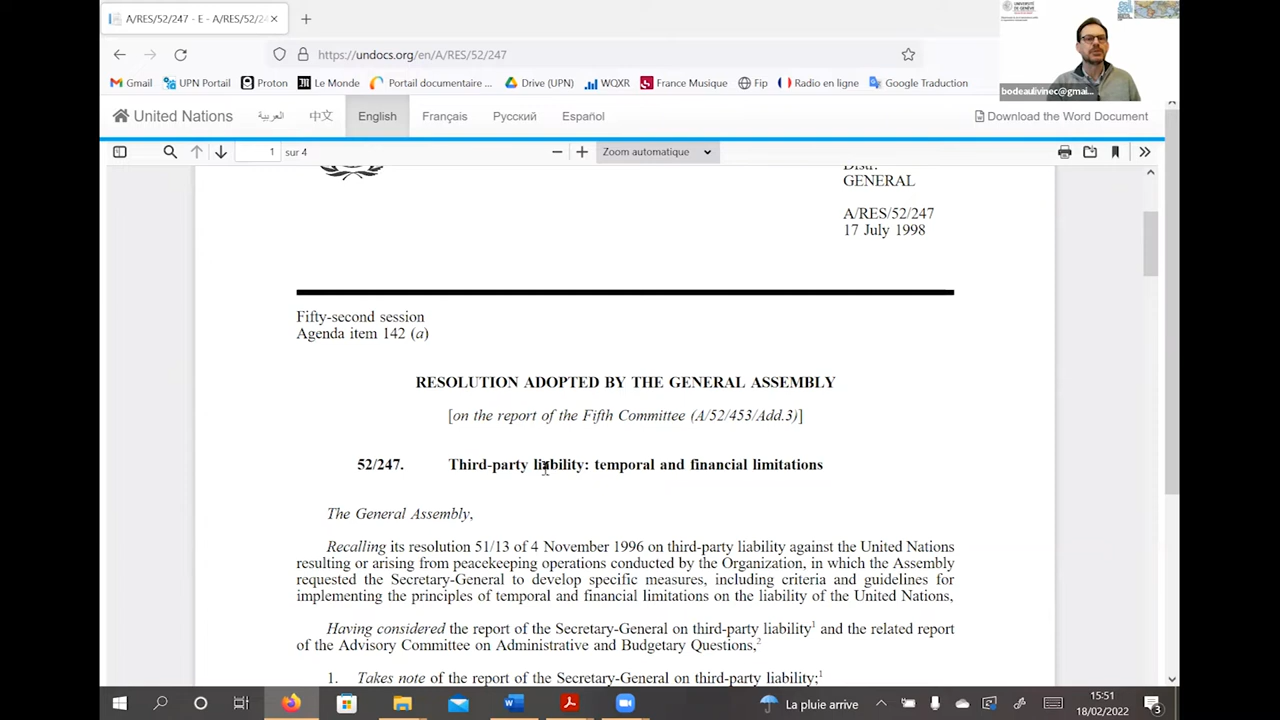 A/RES/52/247 - E - A/RES/52/24
UNIVERSITÉ
DE GENÈVE
https://undocs.org/en/A/RES/52/247
bodeaulivinec@gmai...
Gmail
UPN Portail
Proton
Le Monde
Portail documentaire ...
Drive (UPN)
WQXR
France Musique
Fip
Radio en ligne
Google Traduction
United Nations
العربية
中文
English
Français
Русский
Español
Download the Word Document
1 sur 4
Zoom automatique
Distr.
GENERAL
A/RES/52/247
17 July 1998
Fifty-second session
Agenda item 142 (a)
RESOLUTION ADOPTED BY THE GENERAL ASSEMBLY
[on the report of the Fifth Committee (A/52/453/Add.3)]
52/247. Third-party liability: temporal and financial limitations
The General Assembly,
Recalling its resolution 51/13 of 4 November 1996 on third-party liability against the United Nations
resulting or arising from peacekeeping operations conducted by the Organization, in which the Assembly
requested the Secretary-General to develop specific measures, including criteria and guidelines for
implementing the principles of temporal and financial limitations on the liability of the United Nations,
Having considered the report of the Secretary-General on third-party liability¹ and the related report
of the Advisory Committee on Administrative and Budgetary Questions,²
1. Takes note of the report of the Secretary-General on third-party liability;¹
La pluie arrive
15:51
18/02/2022
3